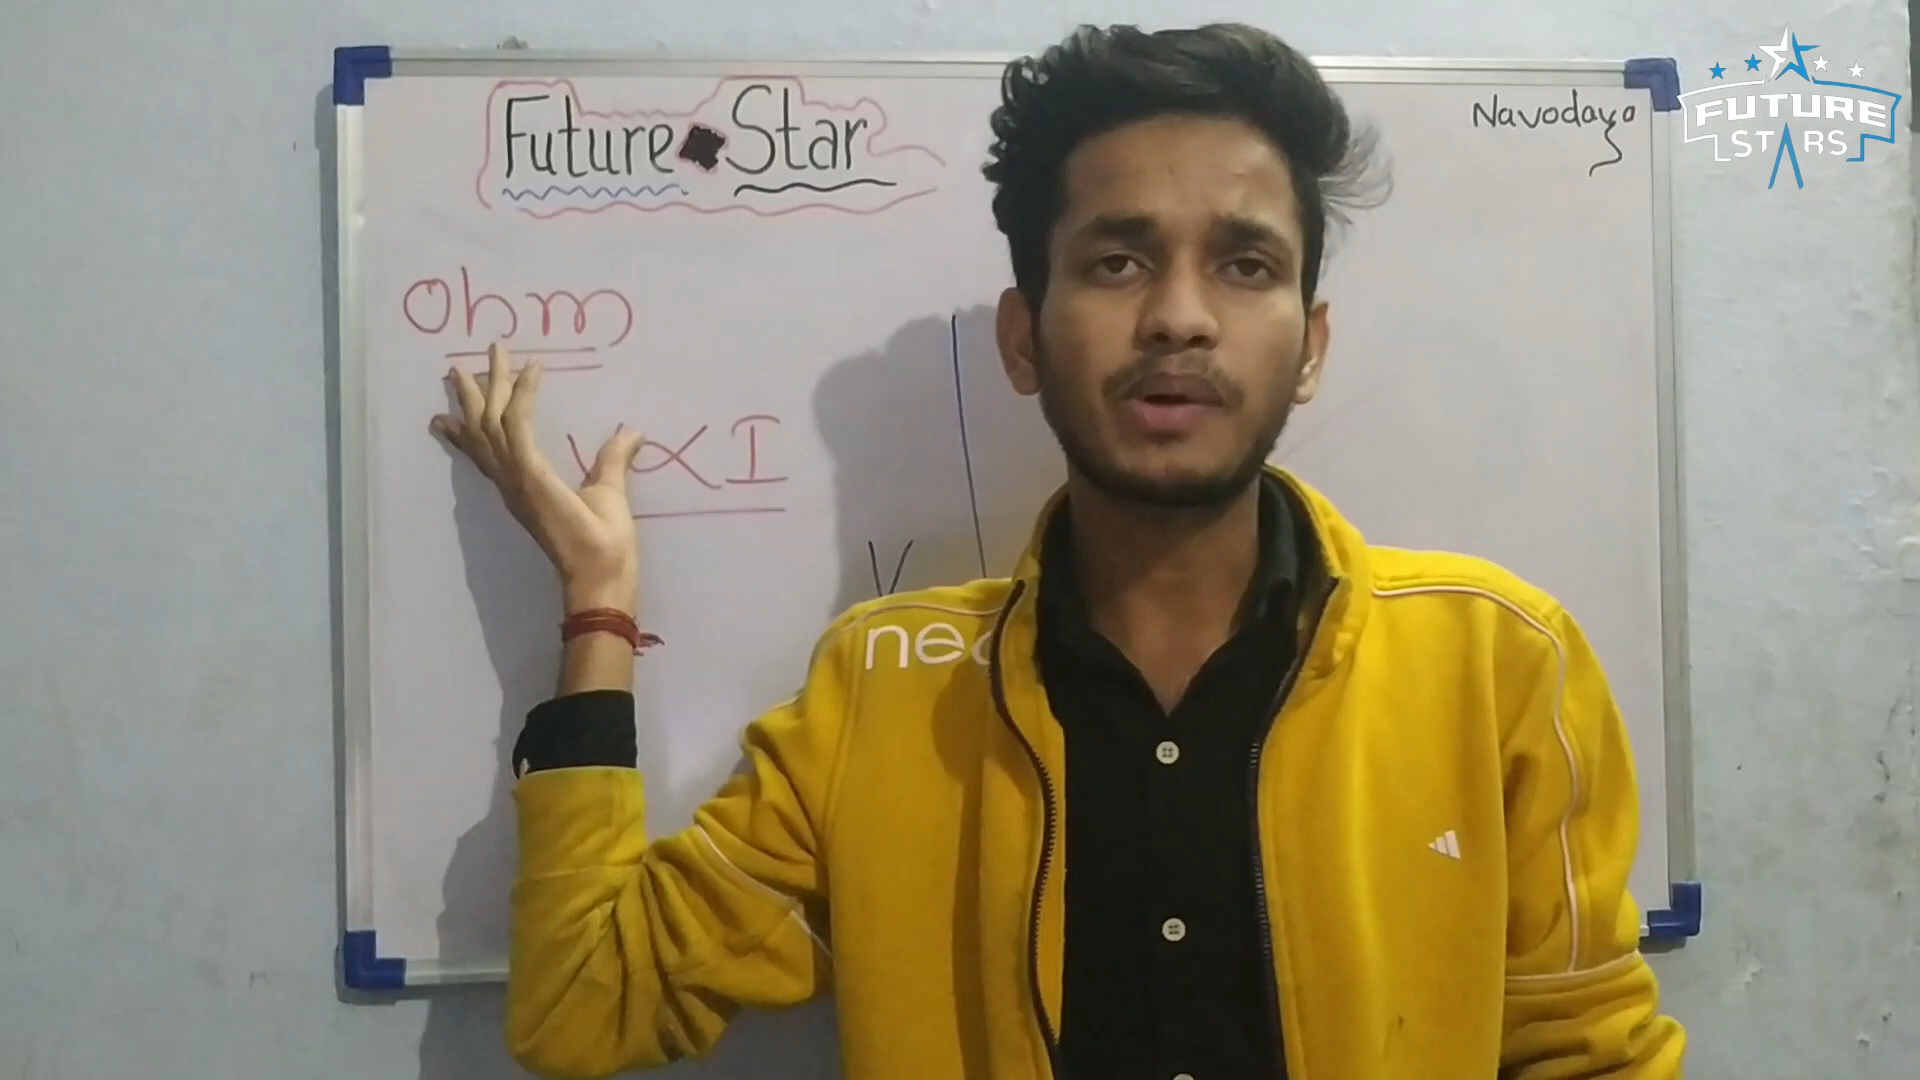 Future Star
Navodaya
FUTURE
STARS
Ohm
V ∝ I
V
neo